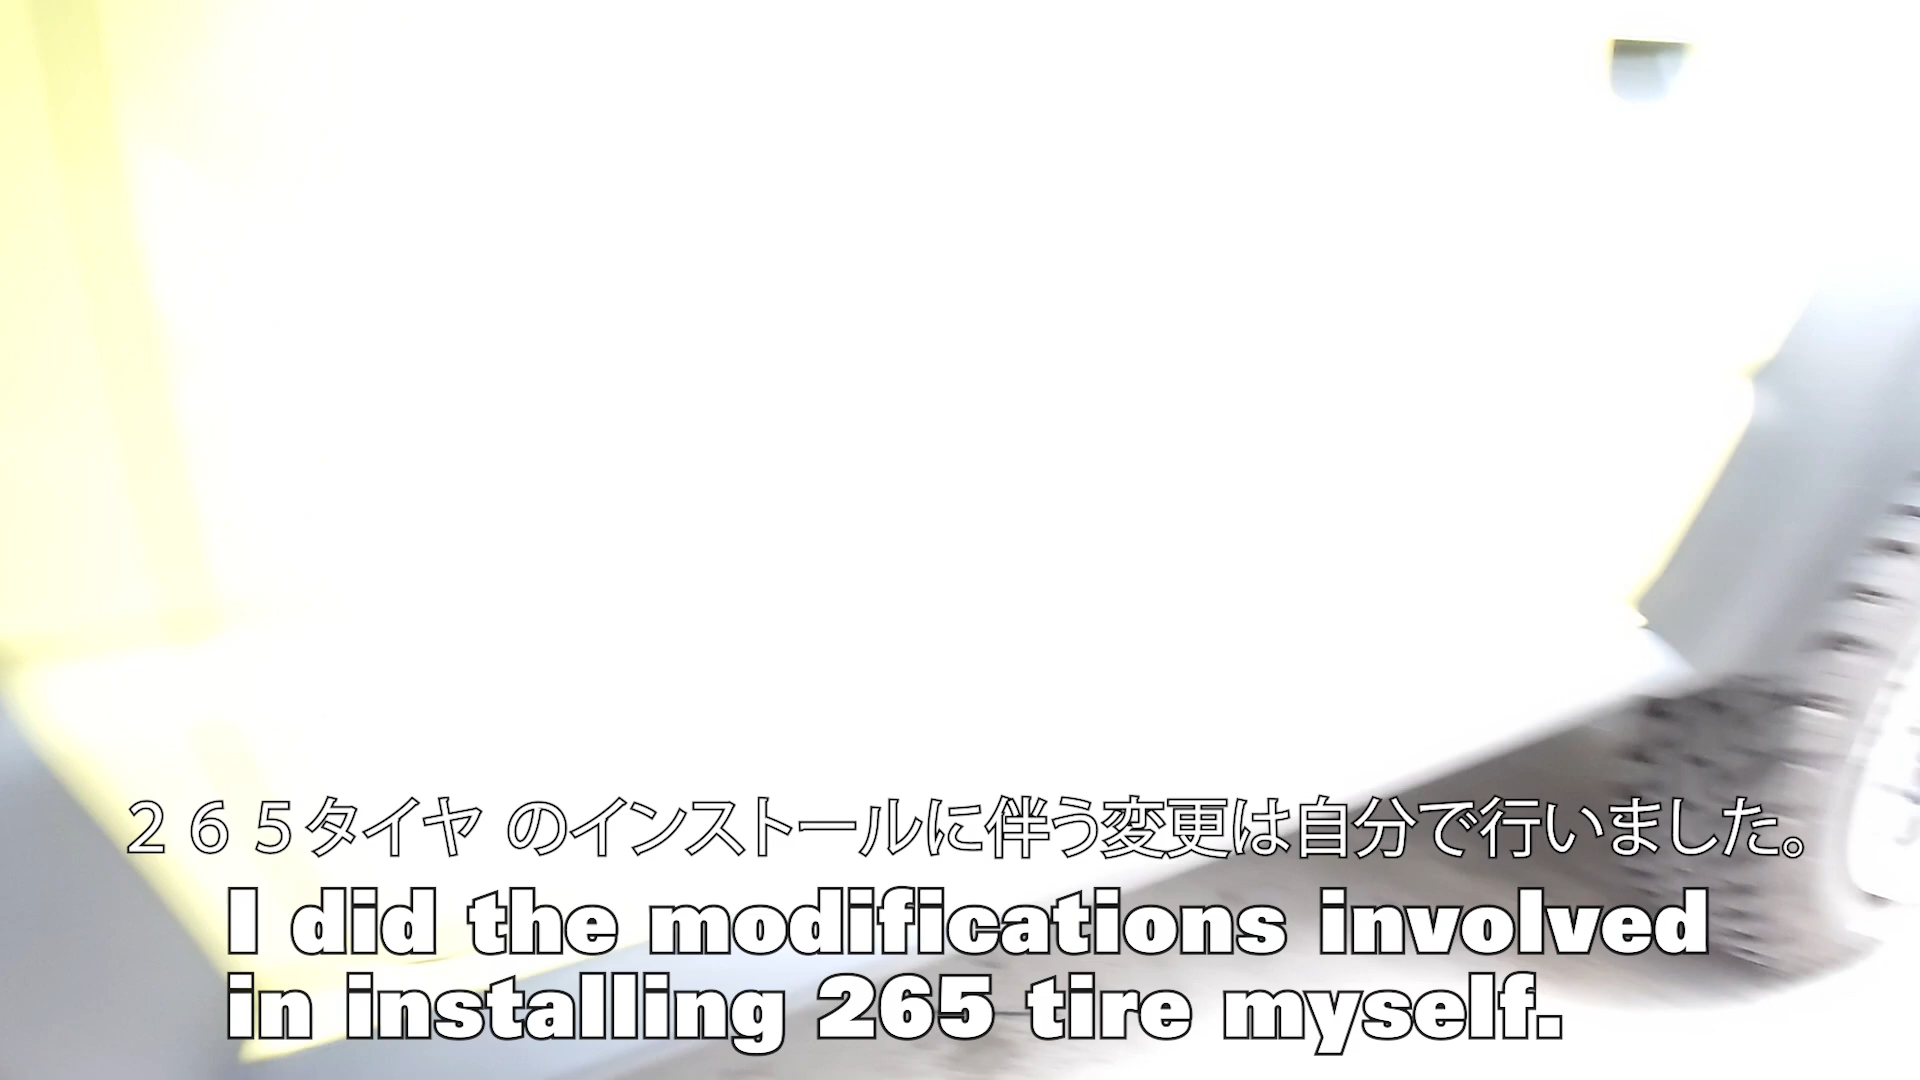 ２６５タイヤ のインストールに伴う変更は自分で行いました。
I did the modifications involved
in installing 265 tire myself.